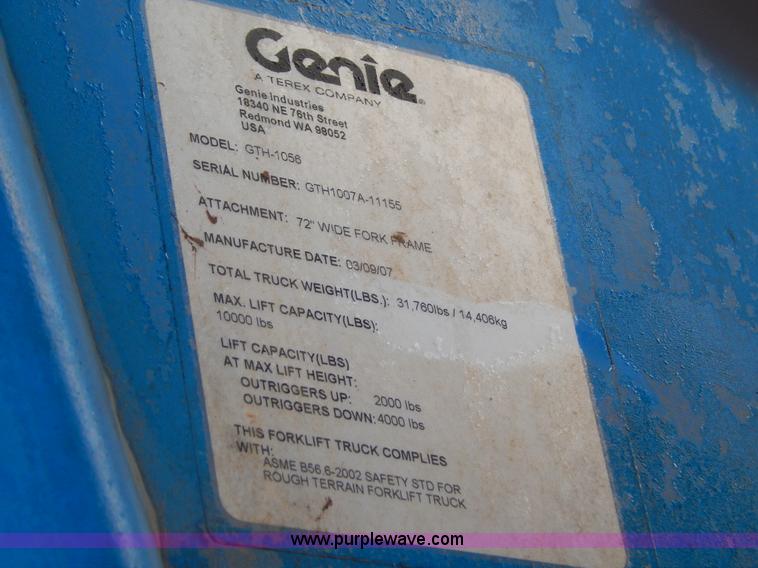 Genie
A TEREX COMPANY
Genie Industries
18340 NE 76th Street
Redmond WA 98052
USA
MODEL: GTH-1056
SERIAL NUMBER: GTH1007A-11155
ATTACHMENT: 72" WIDE FORK FRAME
MANUFACTURE DATE: 03/09/07
TOTAL TRUCK WEIGHT(LBS.): 31,760lbs / 14,406kg
MAX. LIFT CAPACITY(LBS):
10000 lbs
LIFT CAPACITY(LBS)
AT MAX LIFT HEIGHT:
OUTRIGGERS UP: 2000 lbs
OUTRIGGERS DOWN: 4000 lbs
THIS FORKLIFT TRUCK COMPLIES
WITH:
ASME B56.6-2002 SAFETY STD FOR
ROUGH TERRAIN FORKLIFT TRUCK
www.purplewave.com